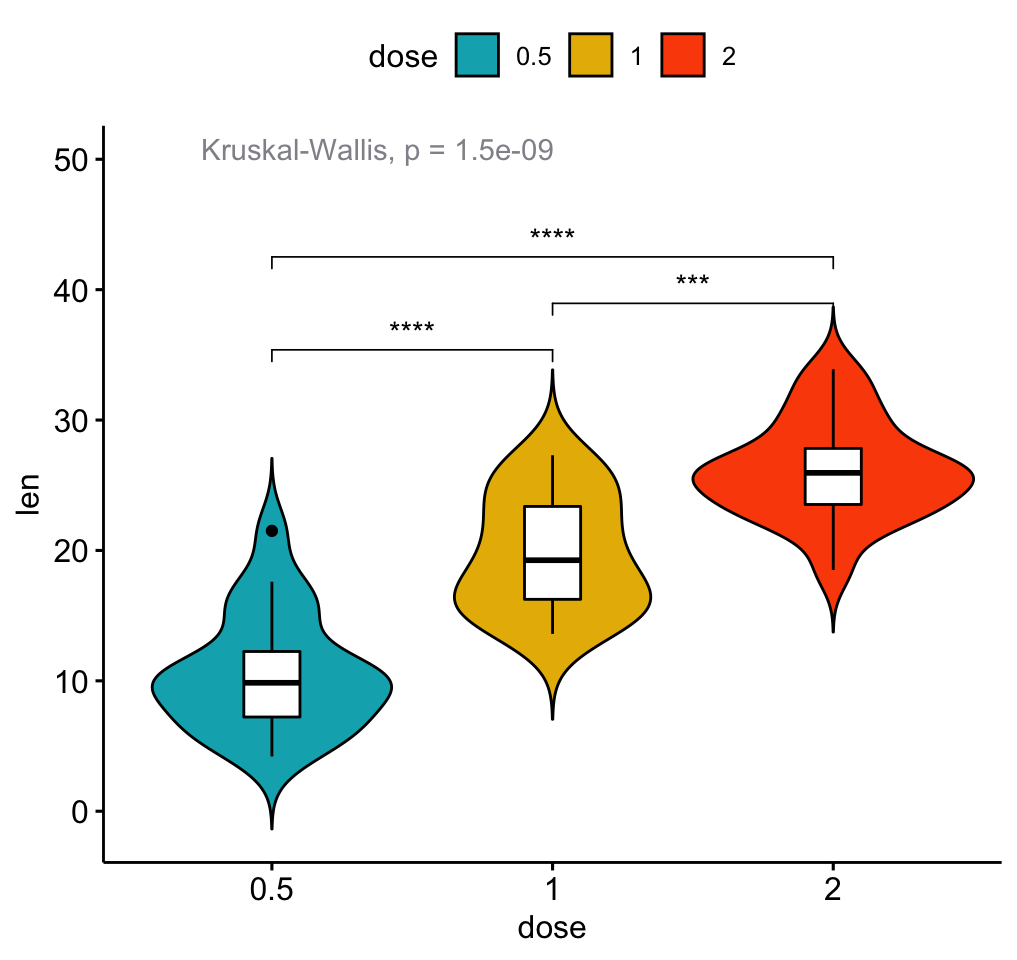 dose 0.5 1 2
Kruskal-Wallis, p = 1.5e-09
50
****
40
***
****
30
len
20
10
0
0.5 1 2
dose